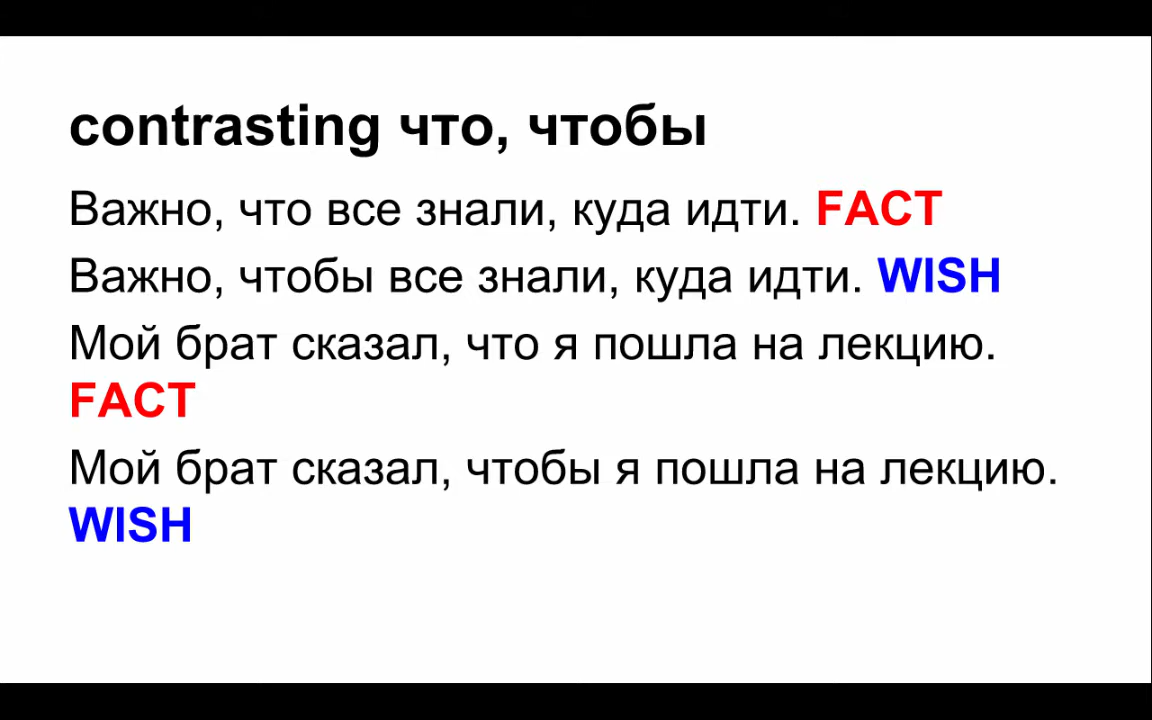 contrasting что, чтобы
Важно, что все знали, куда идти. FACT
Важно, чтобы все знали, куда идти. WISH
Мой брат сказал, что я пошла на лекцию.
FACT
Мой брат сказал, чтобы я пошла на лекцию.
WISH